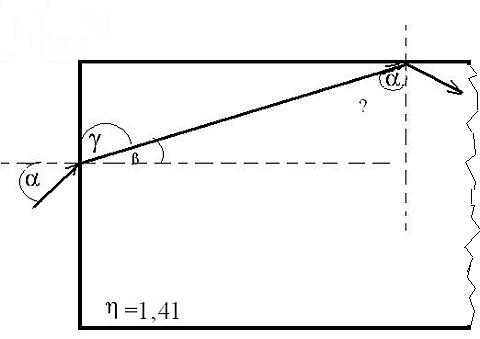 α
γ
β
α
?
η =1,41